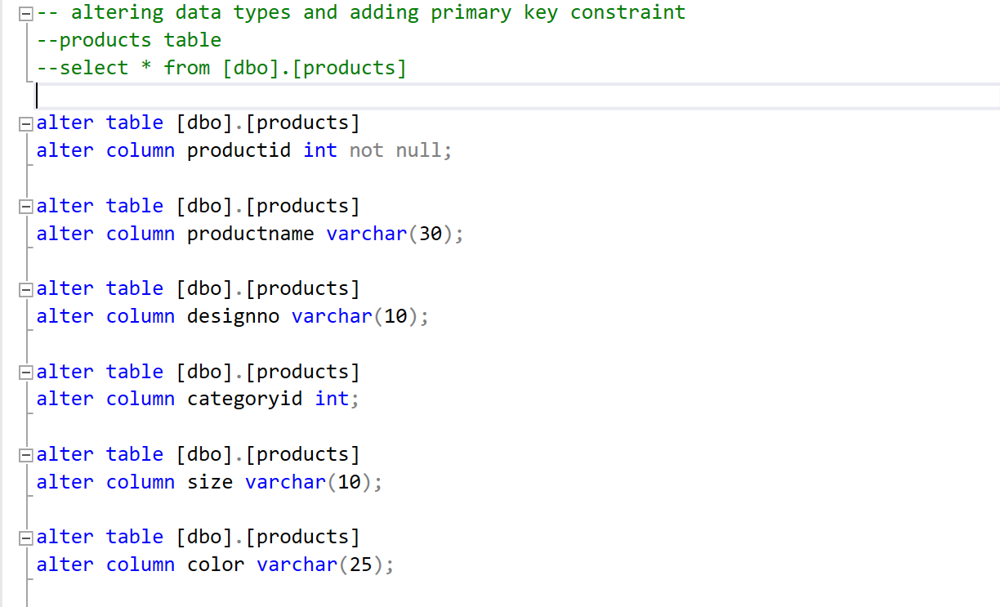 -- altering data types and adding primary key constraint
--products table
--select * from [dbo].[products]
alter table [dbo].[products]
alter column productid int not null;
alter table [dbo].[products]
alter column productname varchar(30);
alter table [dbo].[products]
alter column designno varchar(10);
alter table [dbo].[products]
alter column categoryid int;
alter table [dbo].[products]
alter column size varchar(10);
alter table [dbo].[products]
alter column color varchar(25);